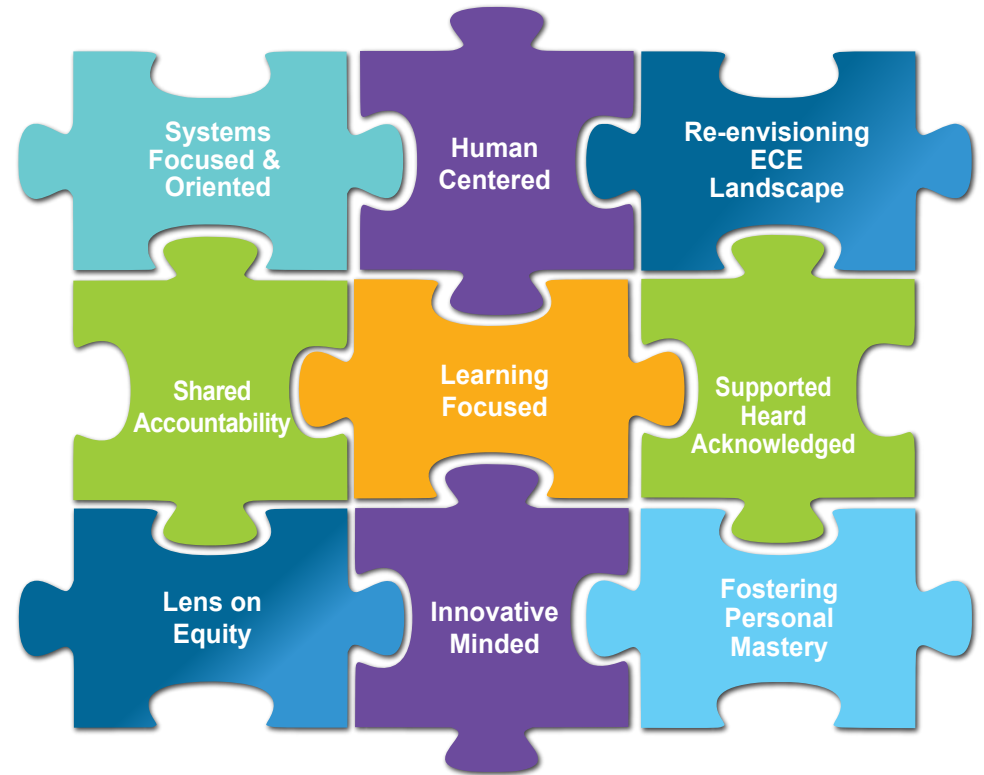 Systems
Focused &
Oriented
Human
Centered
Re-envisioning
ECE
Landscape
Shared
Accountability
Learning
Focused
Supported
Heard
Acknowledged
Lens on
Equity
Innovative
Minded
Fostering
Personal
Mastery